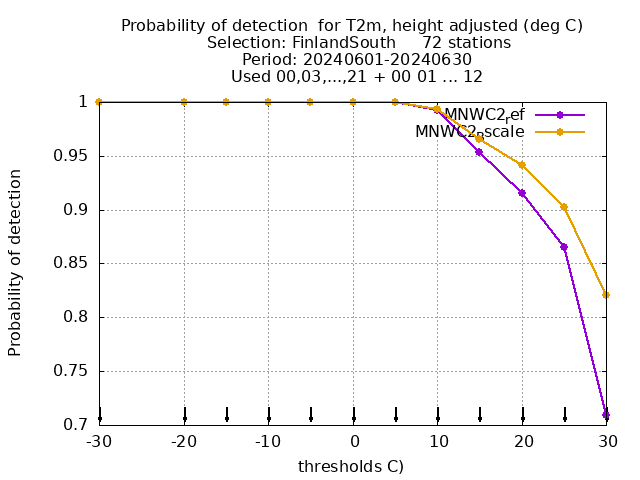 Probability of detection  for T2m, height adjusted (deg C)
Selection: FinlandSouth     72 stations
Period: 20240601-20240630
Used 00,03,...,21 + 00 01 ... 12
MNWC2ref
MNWC2pscale
1
0.95
0.9
0.85
0.8
0.75
0.7
-30
-20
-10
0
10
20
30
Probability of detection
thresholds C)